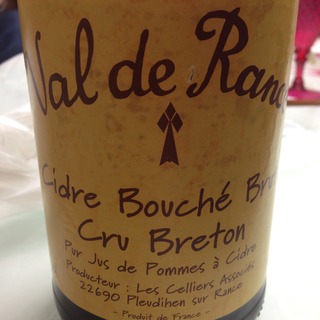 Val de Rance
Cidre Bouché Brut
Cru Breton
Pur Jus de Pommes à Cidre
Producteur : Les Celliers Associés
22690 Pleudihen sur Rance
- Produit de France -